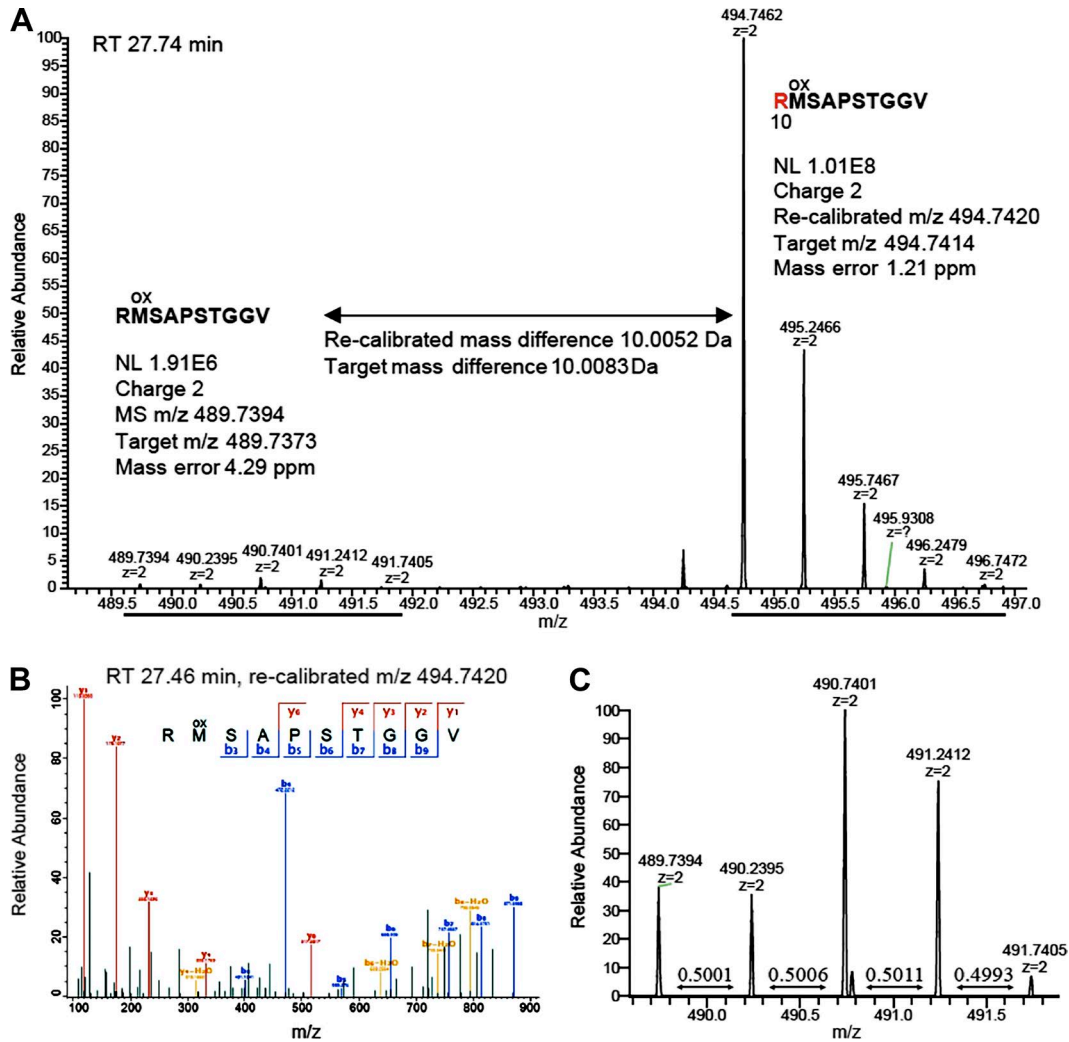 A
RT 27.74 min
494.7462
z=2
OX
RMSAPSTGGV
10
NL 1.01E8
Charge 2
Re-calibrated m/z 494.7420
Target m/z 494.7414
Mass error 1.21 ppm
OX
RMSAPSTGGV
Re-calibrated mass difference 10.0052 Da
Target mass difference 10.0083Da
NL 1.91E6
Charge 2
MS m/z 489.7394
Target m/z 489.7373
Mass error 4.29 ppm
495.2466
z=2
495.7467
z=2
495.9308
z=?
496.2479
z=2
496.7472
z=2
489.7394
z=2
490.2395
z=2
490.7401
z=2
491.2412
z=2
491.7405
z=2
Relative Abundance
100
95
90
85
80
75
70
65
60
55
50
45
40
35
30
25
20
15
10
5
0
489.5 490.0 490.5 491.0 491.5 492.0 492.5 493.0 493.5 494.0 494.5 495.0 495.5 496.0 496.5 497.0
m/z
B
RT 27.46 min, re-calibrated m/z 494.7420
y6 y4 y3 y2 y1
ox
R M S A P S T G G V
b3 b4 b5 b6 b7 b8 b9
Relative Abundance
100
80
60
40
20
0
100 200 300 400 500 600 700 800 900
m/z
C
490.7401
z=2
491.2412
z=2
489.7394
z=2
490.2395
z=2
491.7405
z=2
0.5001 0.5006 0.5011 0.4993
Relative Abundance
100
90
80
70
60
50
40
30
20
10
0
490.0 490.5 491.0 491.5
m/z